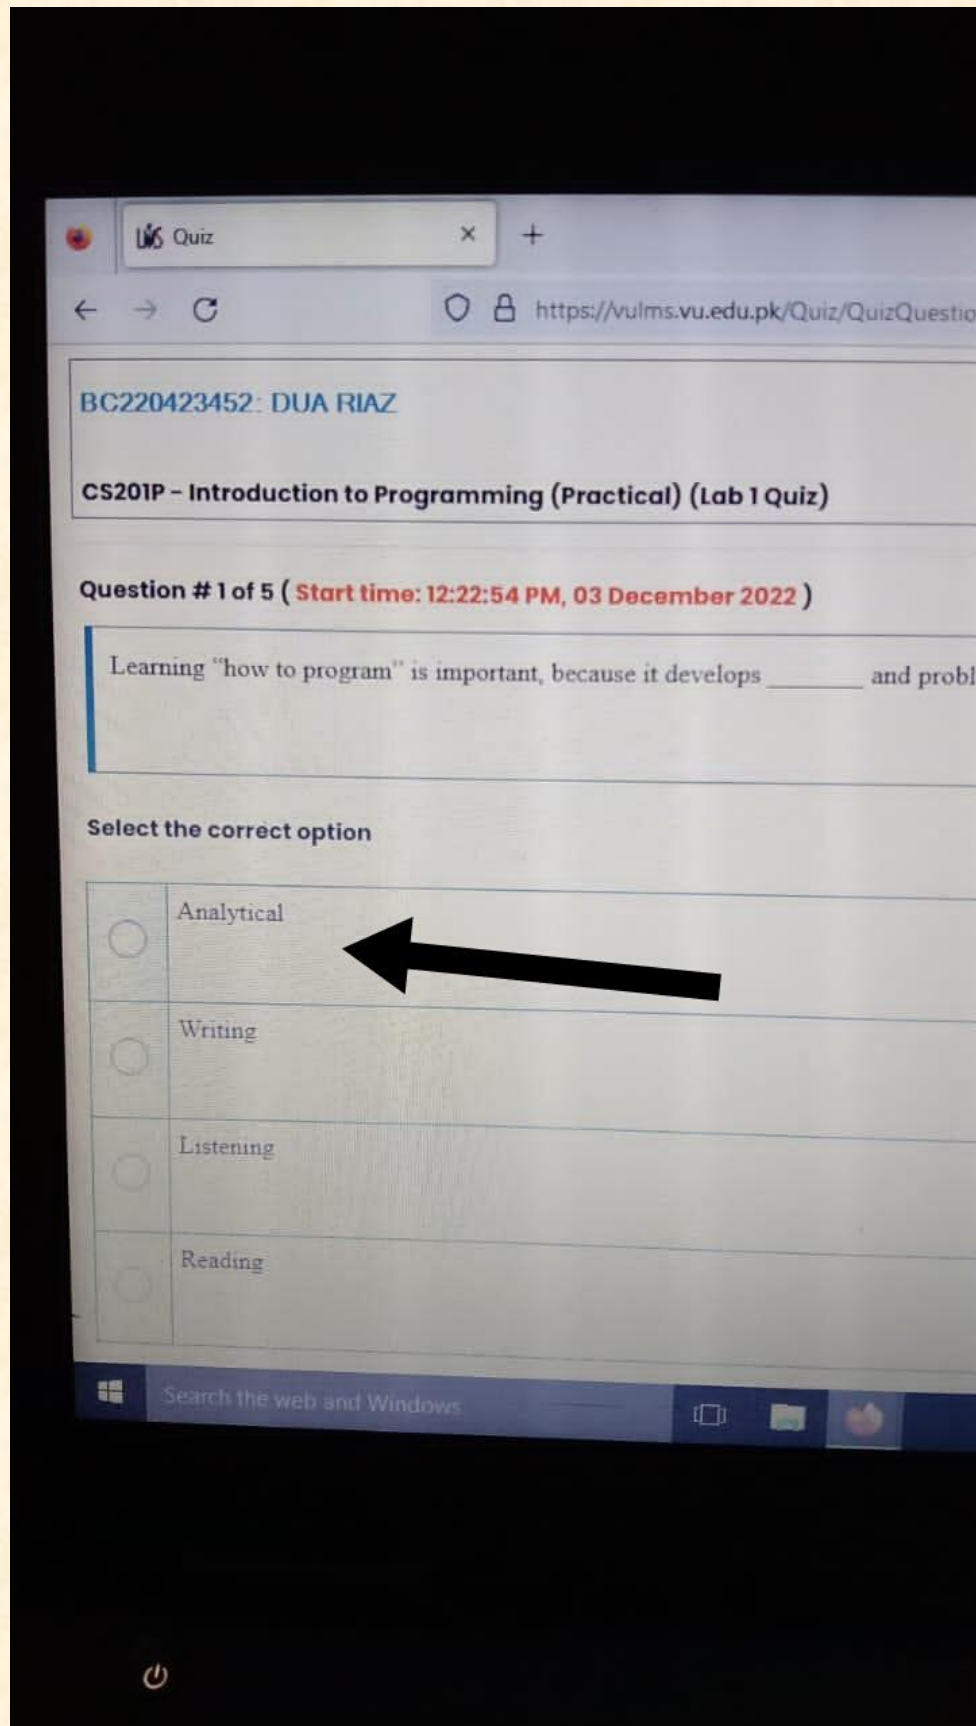 LMS Quiz
https://vulms.vu.edu.pk/Quiz/QuizQuestio
BC220423452: DUA RIAZ
CS201P - Introduction to Programming (Practical) (Lab 1 Quiz)
Question # 1 of 5 ( Start time: 12:22:54 PM, 03 December 2022 )
Learning "how to program" is important, because it develops ________ and probl
Select the correct option
Analytical
Writing
Listening
Reading
Search the web and Windows